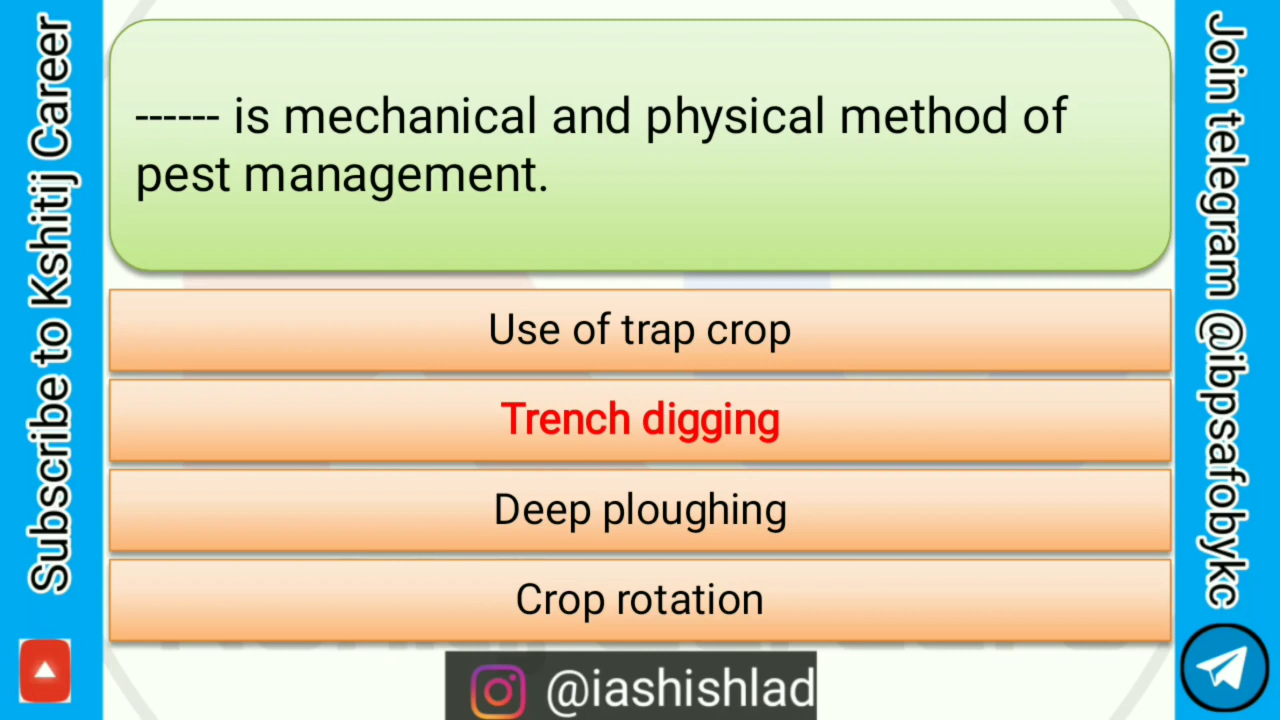 Subscribe to Kshitij Career
------ is mechanical and physical method of
pest management.
Use of trap crop
Trench digging
Deep ploughing
Crop rotation
@iashishlad
Join telegram @ibpsafobykc